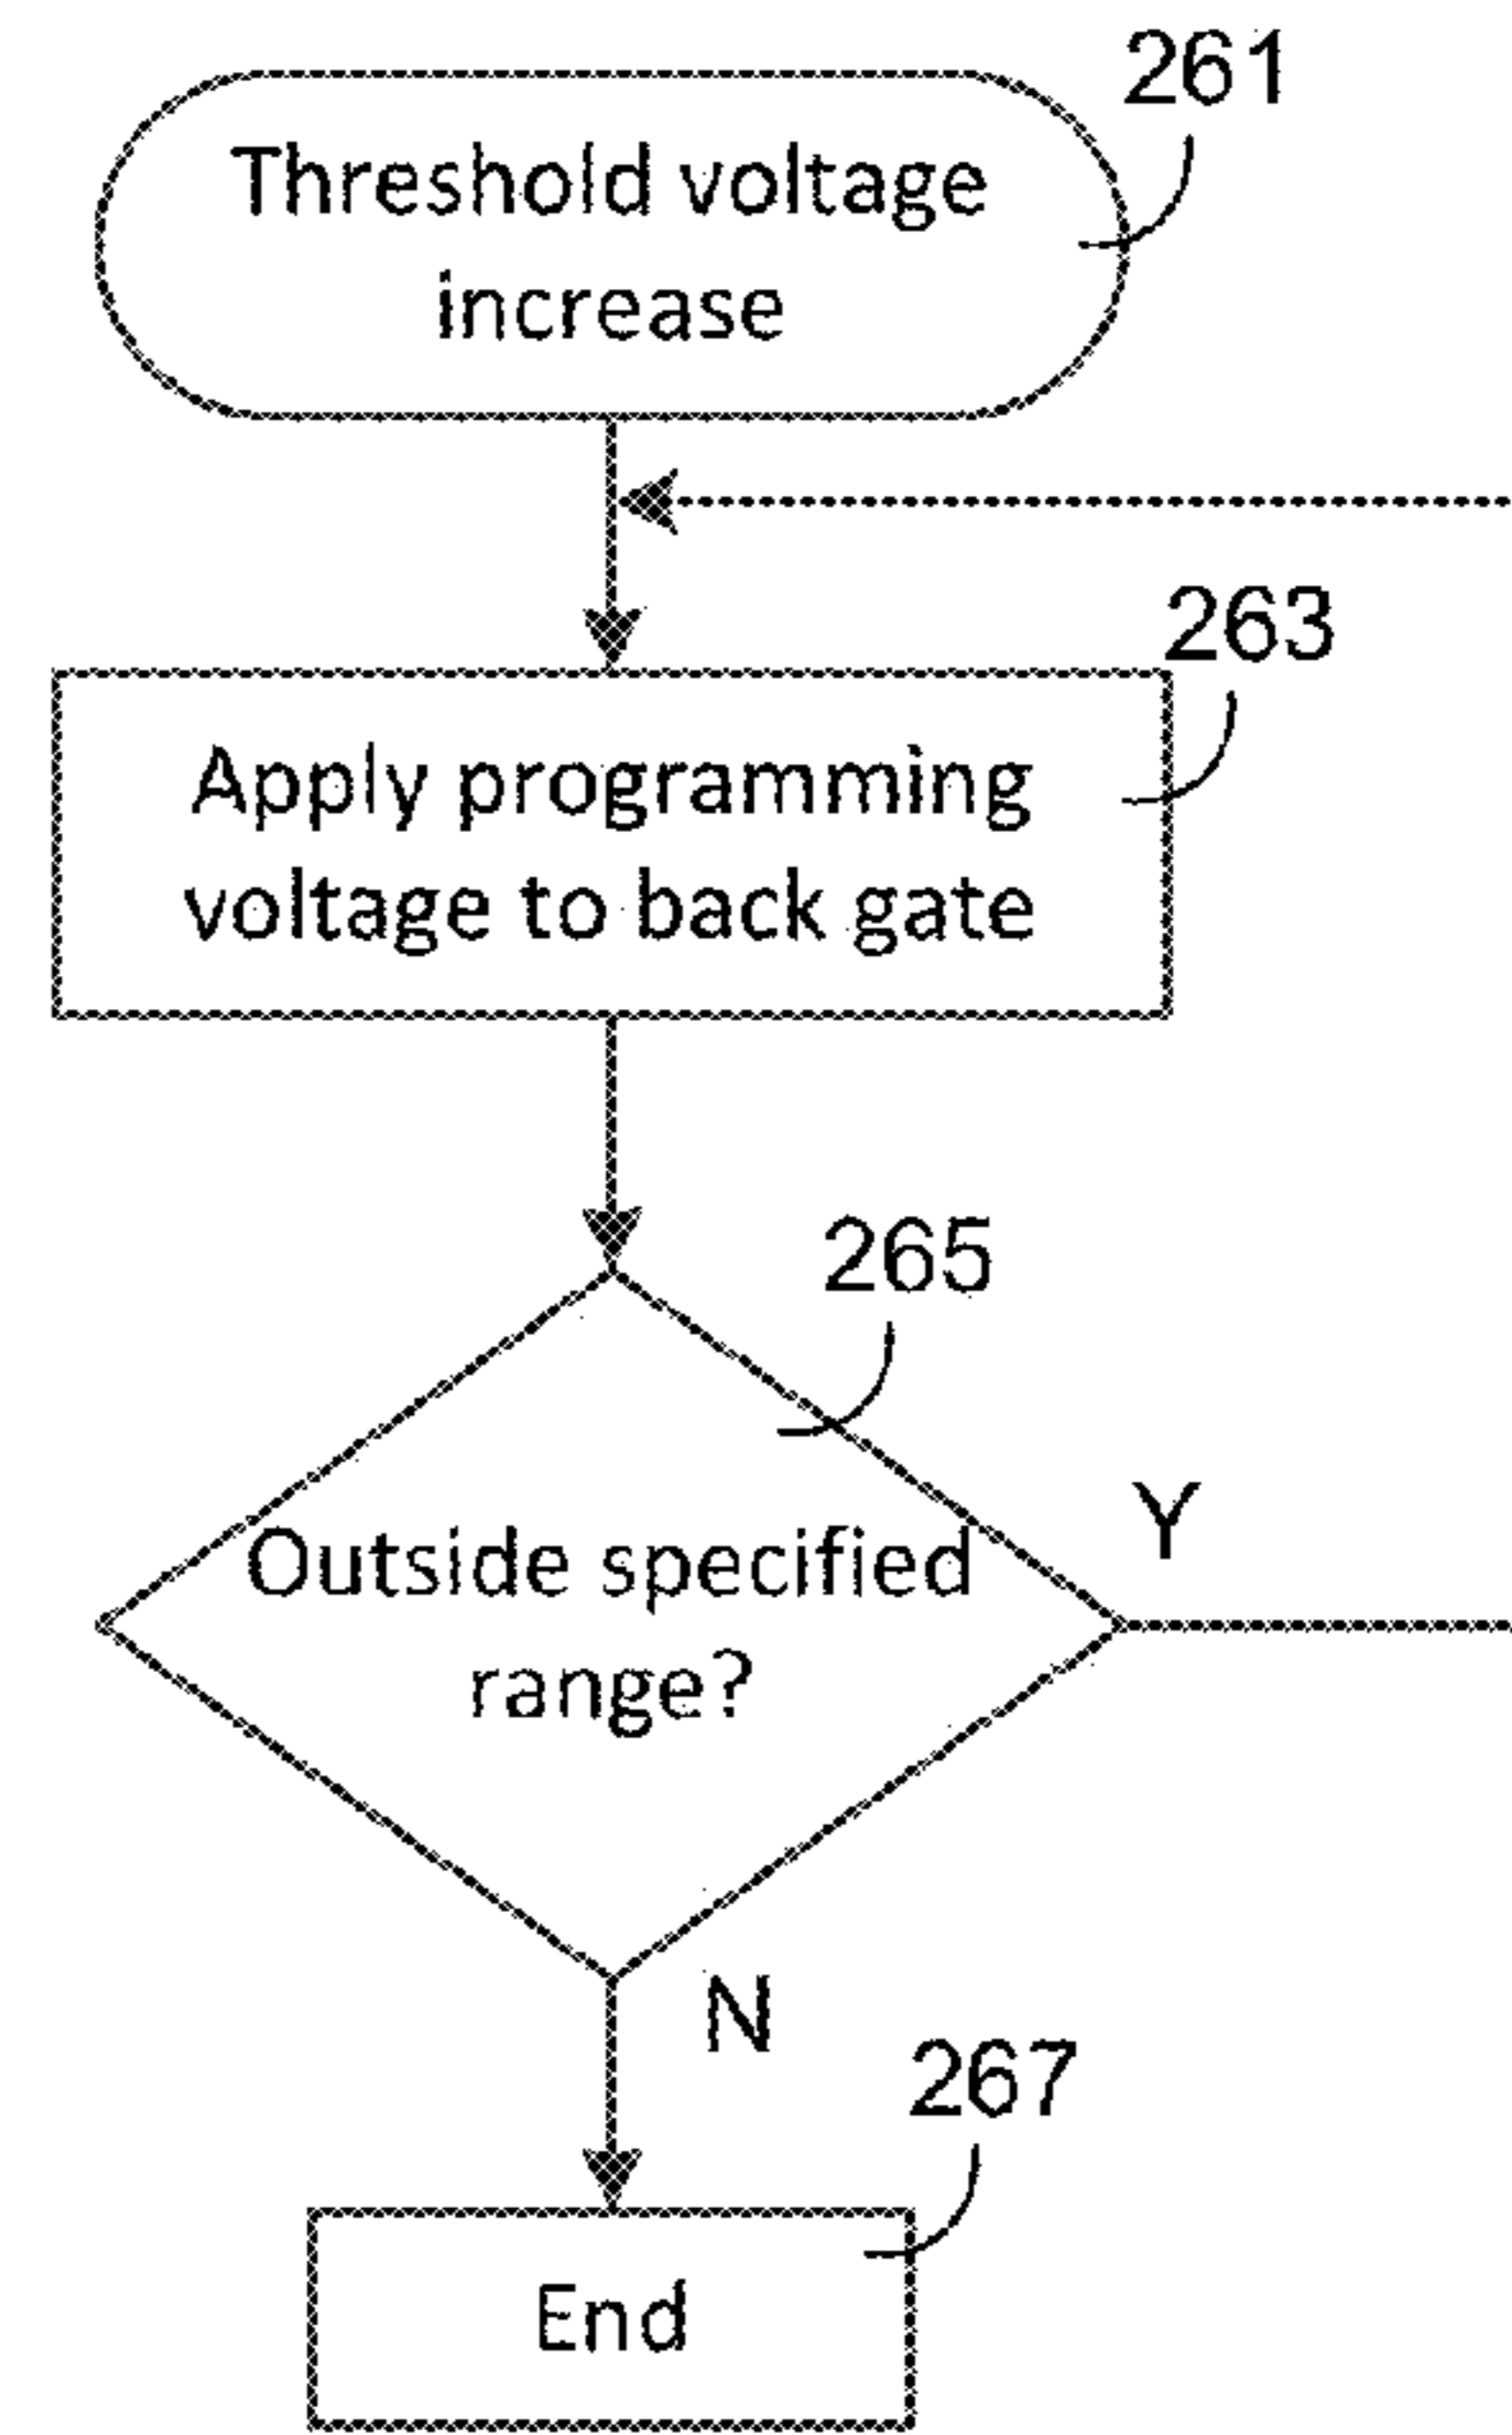 261
Threshold voltage
increase
263
Apply programming
voltage to back gate
265
Outside specified
range?
Y
N
267
End